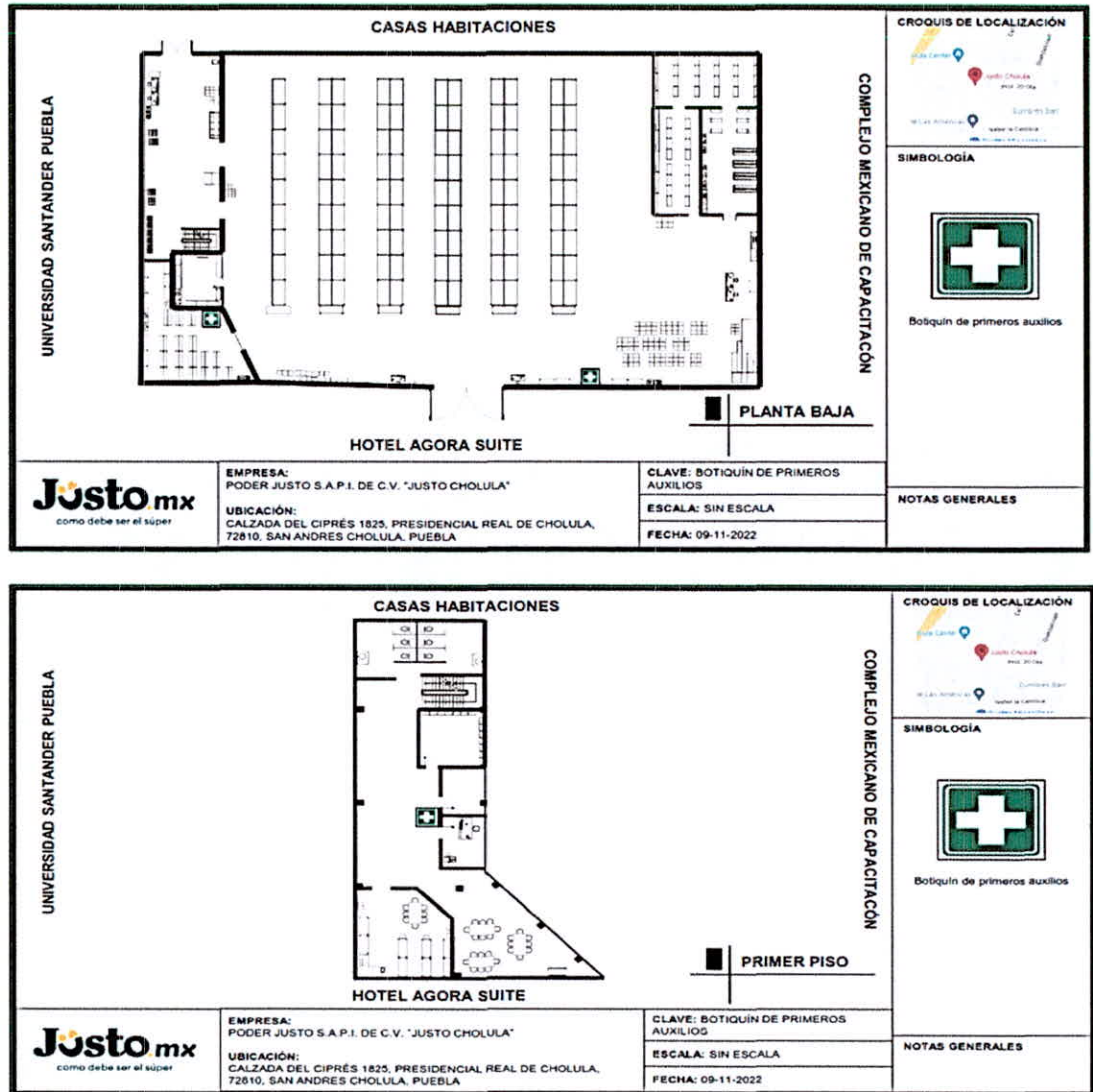 CASAS HABITACIONES
UNIVERSIDAD SANTANDER PUEBLA
COMPLEJO MEXICANO DE CAPACITACÓN
HOTEL AGORA SUITE
PLANTA BAJA
CROQUIS DE LOCALIZACIÓN
Justo Cholula
SIMBOLOGÍA
Botiquín de primeros auxilios
NOTAS GENERALES
Jüsto.mx
como debe ser el súper
EMPRESA:
PODER JUSTO S.A.P.I. DE C.V. "JUSTO CHOLULA"
UBICACIÓN:
CALZADA DEL CIPRÉS 1825, PRESIDENCIAL REAL DE CHOLULA,
72810, SAN ANDRES CHOLULA, PUEBLA
CLAVE: BOTIQUÍN DE PRIMEROS
AUXILIOS
ESCALA: SIN ESCALA
FECHA: 09-11-2022
CASAS HABITACIONES
UNIVERSIDAD SANTANDER PUEBLA
COMPLEJO MEXICANO DE CAPACITACÓN
HOTEL AGORA SUITE
PRIMER PISO
CROQUIS DE LOCALIZACIÓN
Justo Cholula
SIMBOLOGÍA
Botiquín de primeros auxilios
NOTAS GENERALES
Jüsto.mx
como debe ser el súper
EMPRESA:
PODER JUSTO S.A.P.I. DE C.V. "JUSTO CHOLULA"
UBICACIÓN:
CALZADA DEL CIPRÉS 1825, PRESIDENCIAL REAL DE CHOLULA,
72810, SAN ANDRES CHOLULA, PUEBLA
CLAVE: BOTIQUÍN DE PRIMEROS
AUXILIOS
ESCALA: SIN ESCALA
FECHA: 09-11-2022